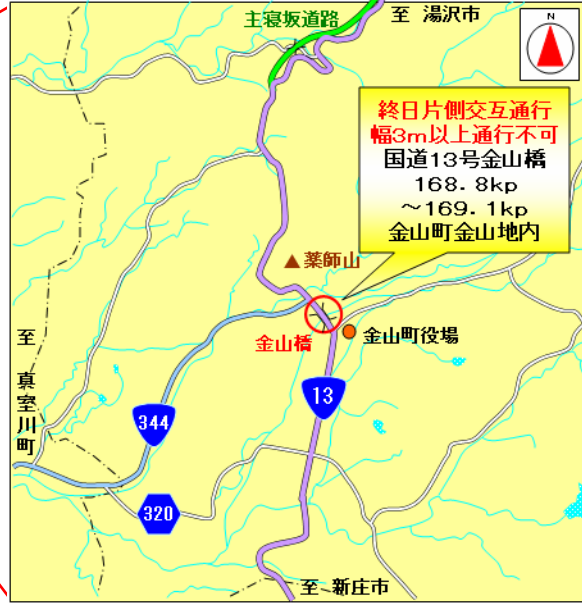 主寝坂道路
至 湯沢市
N
終日片側交互通行
幅3m以上通行不可
国道13号金山橋
168.8kp
～169.1kp
金山町金山地内
▲薬師山
金山橋
金山町役場
至 真室川町
13
344
320
至 新庄市